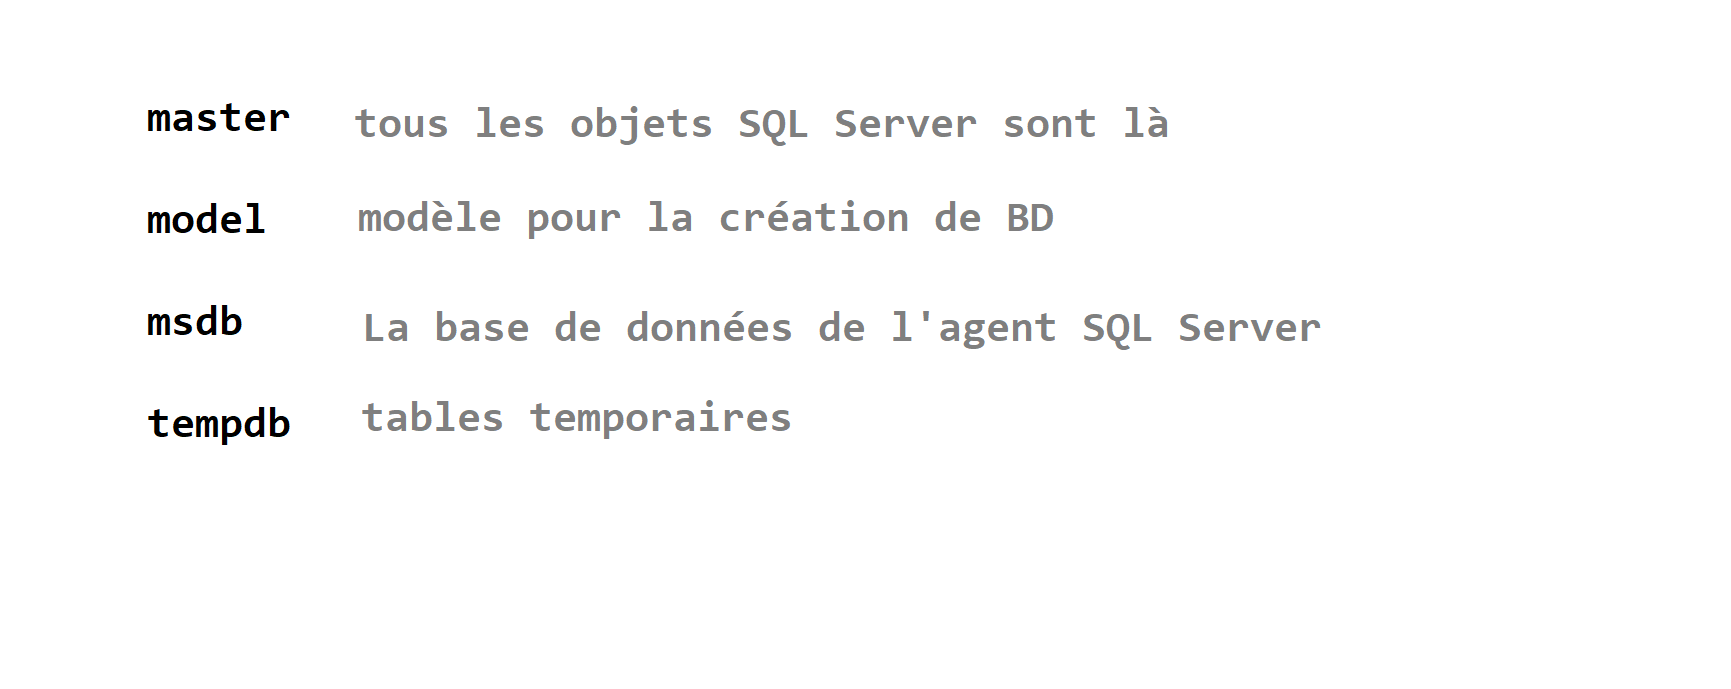 master tous les objets SQL Server sont là
model modèle pour la création de BD
msdb La base de données de l'agent SQL Server
tempdb tables temporaires